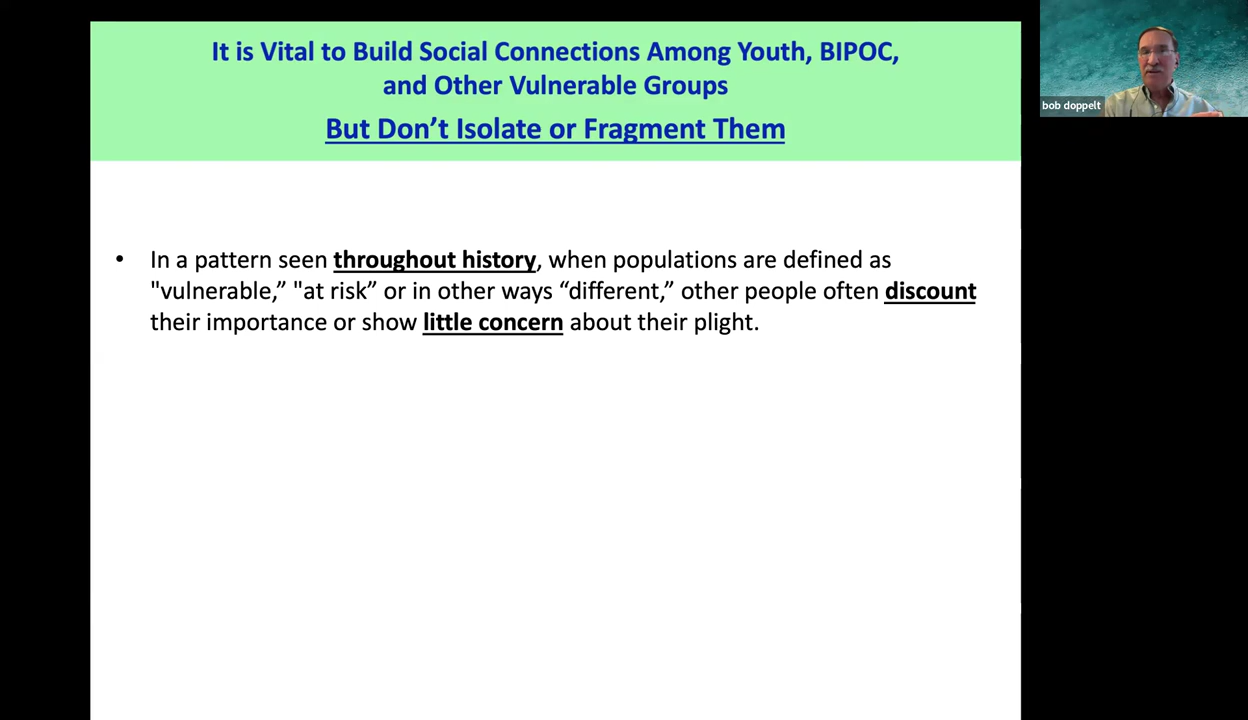 It is Vital to Build Social Connections Among Youth, BIPOC,
and Other Vulnerable Groups
But Don’t Isolate or Fragment Them
• In a pattern seen throughout history, when populations are defined as
"vulnerable,” "at risk” or in other ways “different,” other people often discount
their importance or show little concern about their plight.
bob doppelt